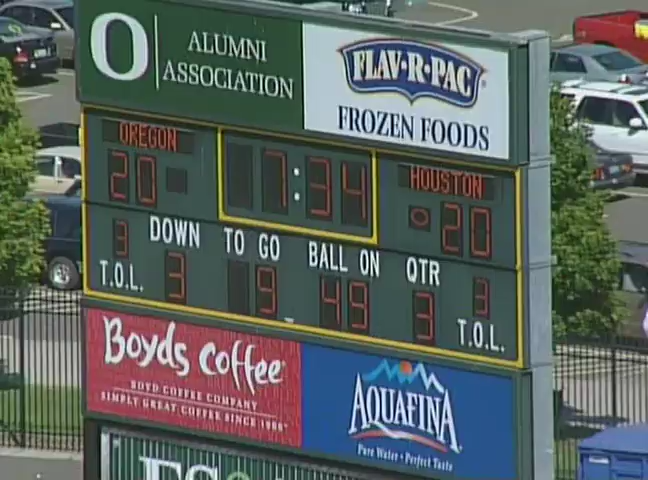 O ALUMNI
ASSOCIATION
FLAV·R·PAC®
FROZEN FOODS
OREGON
HOUSTON
20 7:34 20
3 DOWN TO GO BALL ON QTR 3
T.O.L. 3 9 49 3 T.O.L.
Boyds Coffee
BOYD COFFEE COMPANY
SIMPLY GREAT COFFEE SINCE 1900
AQUAFINA
Pure Water • Perfect Taste